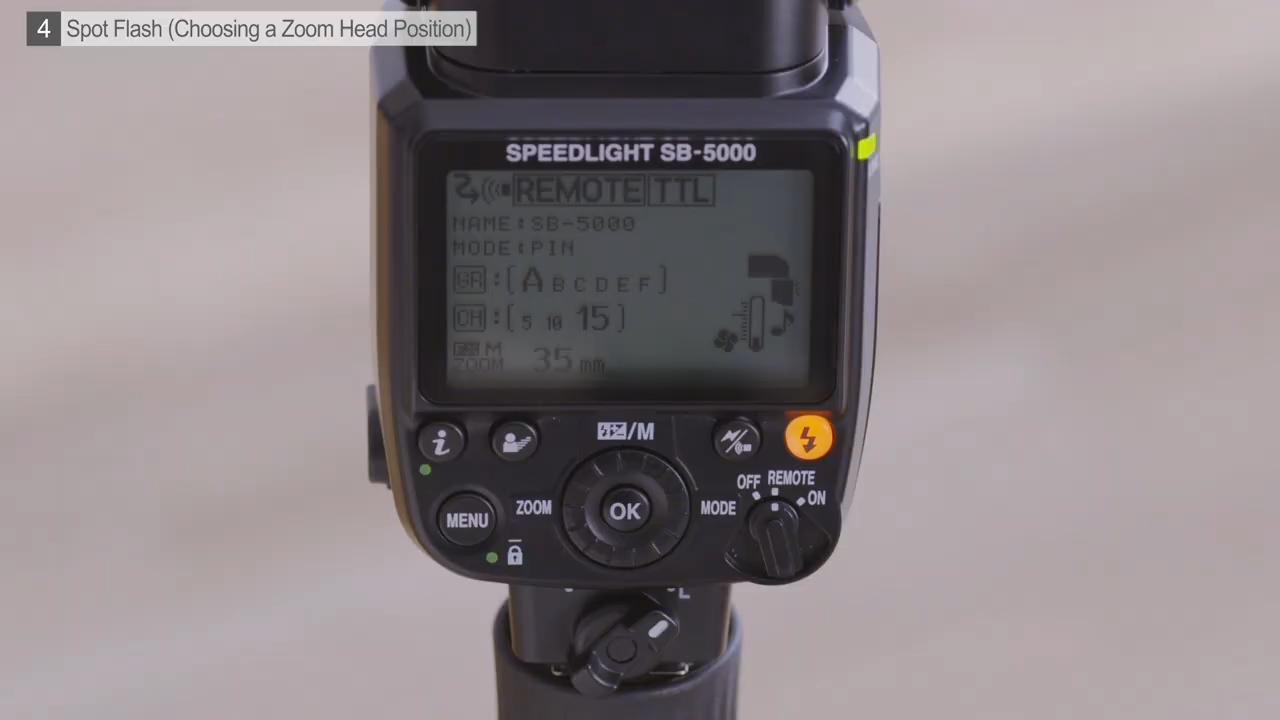 4 Spot Flash (Choosing a Zoom Head Position)
SPEEDLIGHT SB-5000
REMOTE TTL
NAME:SB-5000
MODE:PIN
GR:[A B C D E F]
CH:[5 10 15]
M
ZOOM 35mm
i
/M
OFF REMOTE ON
MENU ZOOM OK MODE
L